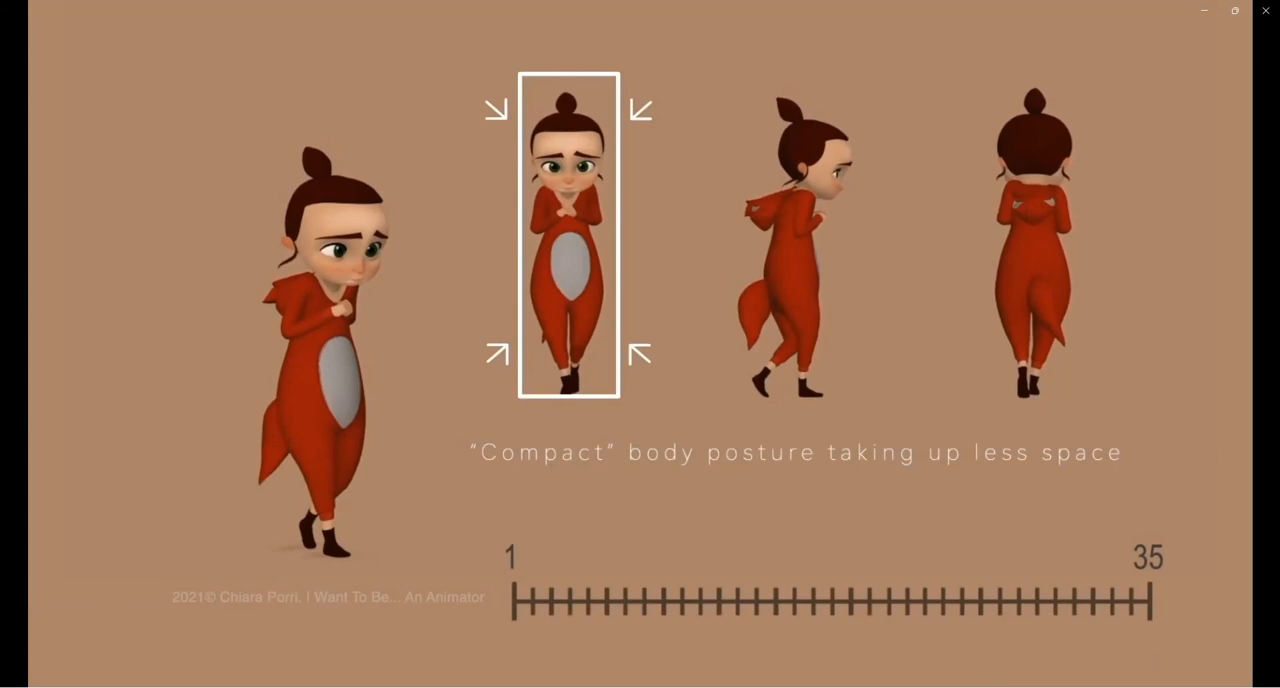 “Compact” body posture taking up less space
1 35
2021© Chiara Porri. I Want To Be... An Animator